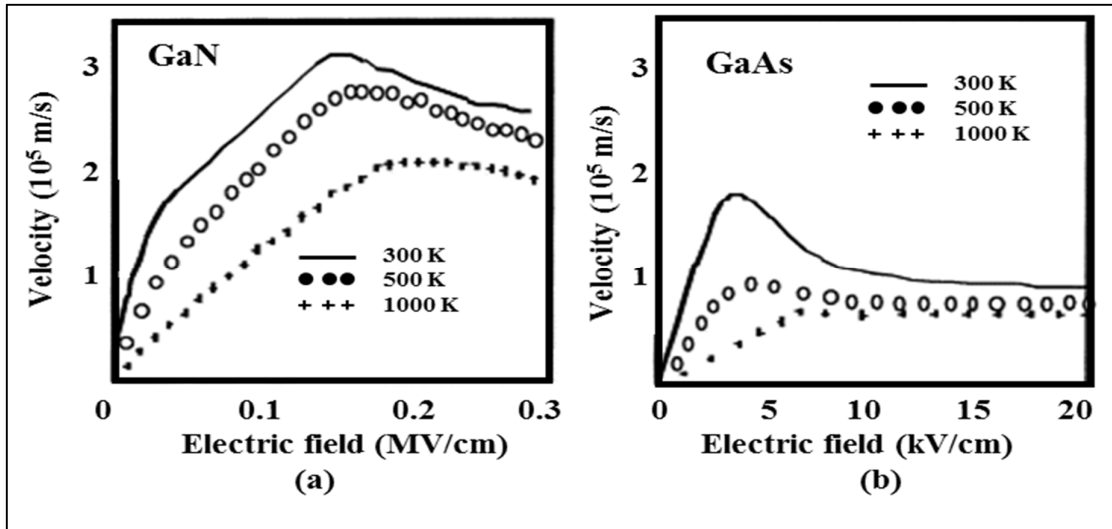 GaN
3
2
1
Velocity (10⁵ m/s)
300 K
500 K
1000 K
0 0.1 0.2 0.3
Electric field (MV/cm)
(a)
GaAs
3
2
1
Velocity (10⁵ m/s)
300 K
500 K
1000 K
0 5 10 15 20
Electric field (kV/cm)
(b)